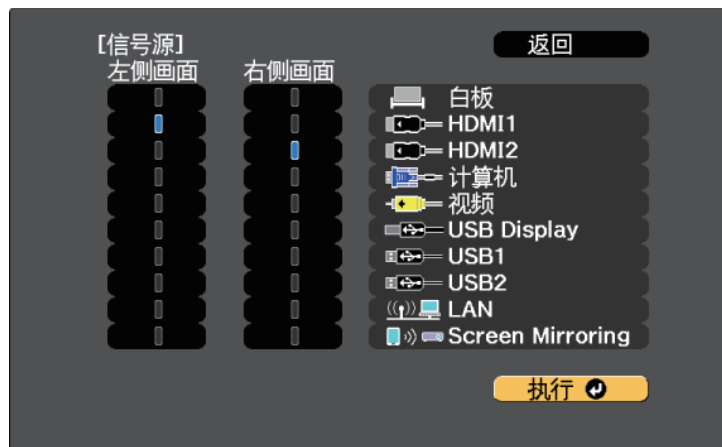 [信号源]
返回
左侧画面 右侧画面
白板
HDMI1
HDMI2
计算机
视频
USB Display
USB1
USB2
LAN
Screen Mirroring
执行